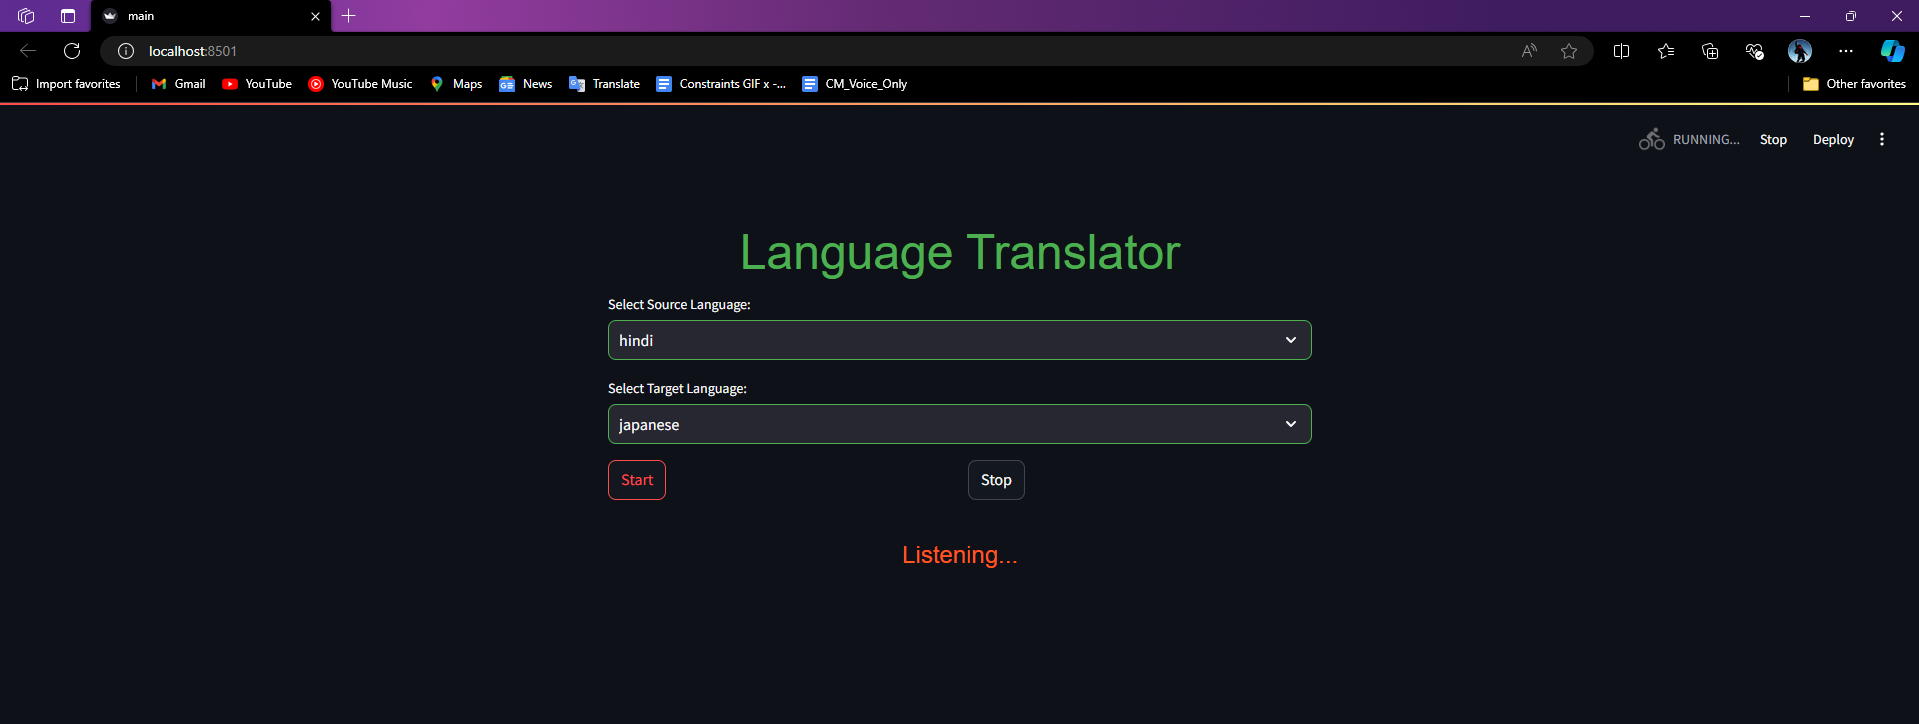 main
localhost:8501
Import favorites
Gmail
YouTube
YouTube Music
Maps
News
Translate
Constraints GIF x -...
CM_Voice_Only
Other favorites
RUNNING...
Stop
Deploy
Language Translator
Select Source Language:
hindi
Select Target Language:
japanese
Start
Stop
Listening...